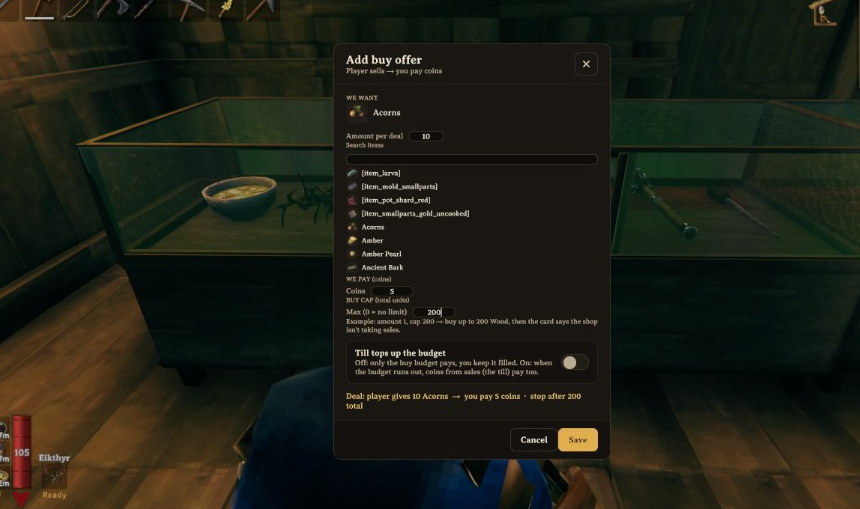 Add buy offer
Player sells → you pay coins
WE WANT
Acorns
Amount per deal 10
Search items
[item_larva]
[item_mold_smallparts]
[item_pot_shard_red]
[item_smallparts_gold_uncooked]
Acorns
Amber
Amber Pearl
Ancient Bark
WE PAY (coins)
Coins 5
BUY CAP (total units)
Max (0 = no limit) 200
Example: amount 1, cap 200 → buy up to 200 Wood, then the card says the shop
isn't taking sales.
Till tops up the budget
Off: only the buy budget pays, you keep it filled. On: when
the budget runs out, coins from sales (the till) pay too.
Deal: player gives 10 Acorns → you pay 5 coins · stop after 200
total
Cancel Save
105
Eikthyr
Ready